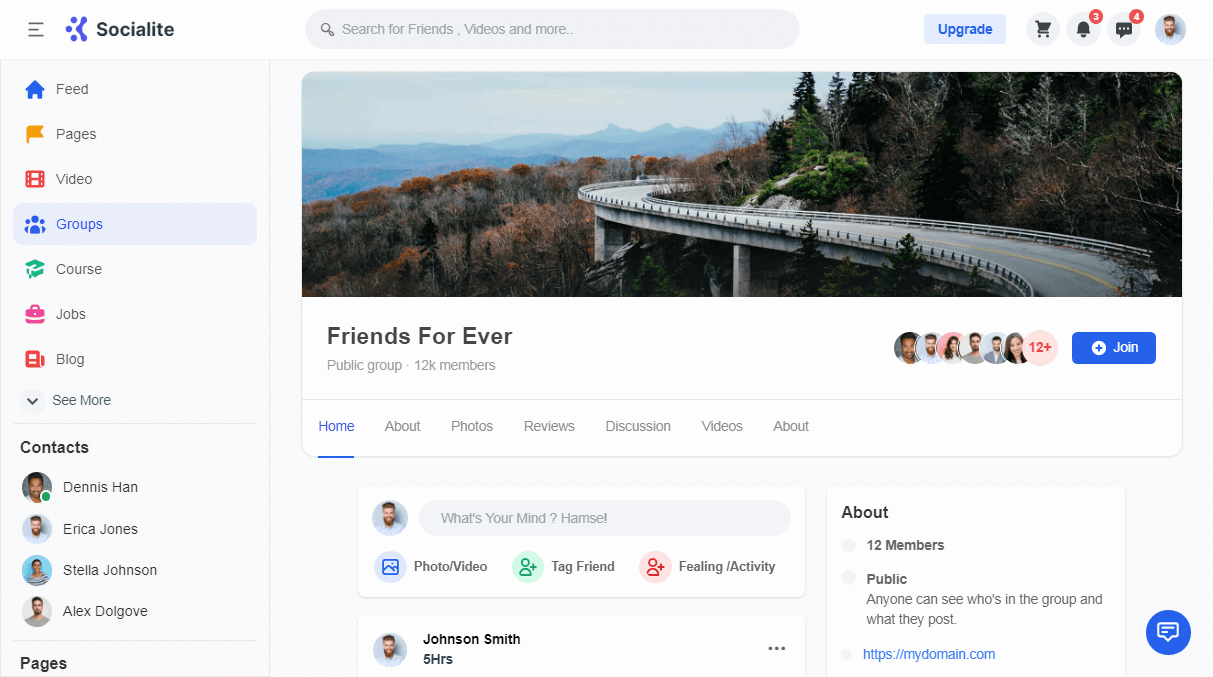 Socialite
Search for Friends , Videos and more..
Upgrade
3
4
Feed
Pages
Video
Groups
Course
Jobs
Blog
See More
Contacts
Dennis Han
Erica Jones
Stella Johnson
Alex Dolgove
Pages
Friends For Ever
Public group · 12k members
12+
Join
Home About Photos Reviews Discussion Videos About
What's Your Mind ? Hamse!
Photo/Video Tag Friend Fealing /Activity
Johnson Smith
5Hrs
About
12 Members
Public
Anyone can see who's in the group and
what they post.
https://mydomain.com